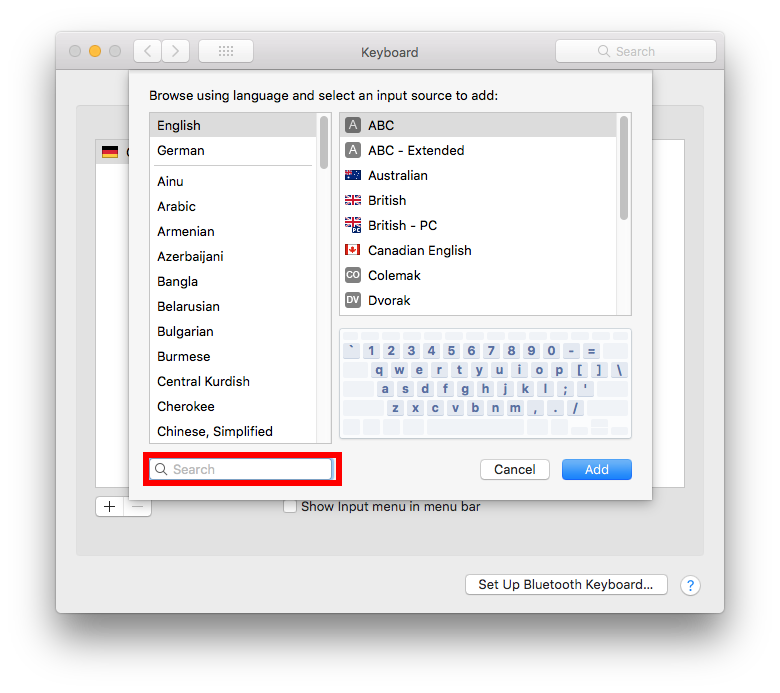 Keyboard
Search
Browse using language and select an input source to add:
English
German
Ainu
Arabic
Armenian
Azerbaijani
Bangla
Belarusian
Bulgarian
Burmese
Central Kurdish
Cherokee
Chinese, Simplified
A ABC
A ABC - Extended
Australian
British
British - PC
Canadian English
CO Colemak
DV Dvorak
` 1 2 3 4 5 6 7 8 9 0 - =
q w e r t y u i o p [ ] \
a s d f g h j k l ; '
z x c v b n m , . /
Search
Cancel
Add
+ −
Show Input menu in menu bar
Set Up Bluetooth Keyboard...
?